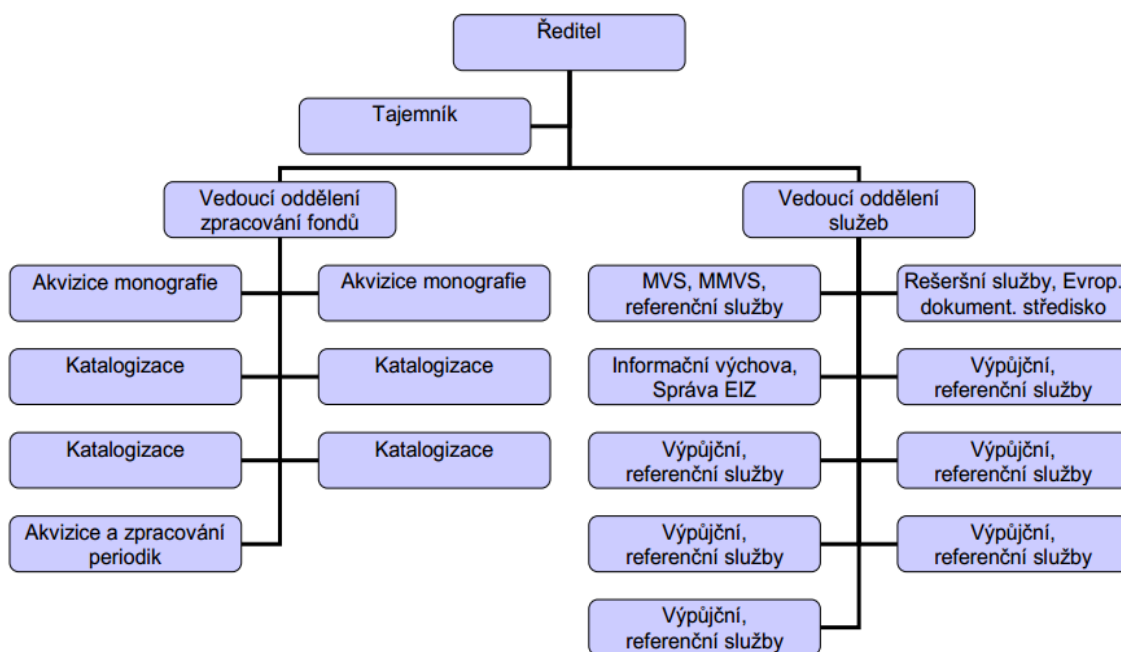 Ředitel
Tajemník
Vedoucí oddělení
zpracování fondů
Vedoucí oddělení
služeb
Akvizice monografie
Akvizice monografie
MVS, MMVS,
referenční služby
Rešeršní služby, Evrop.
dokument. středisko
Katalogizace
Katalogizace
Informační výchova,
Správa EIZ
Výpůjční,
referenční služby
Katalogizace
Katalogizace
Výpůjční,
referenční služby
Výpůjční,
referenční služby
Akvizice a zpracování
periodik
Výpůjční,
referenční služby
Výpůjční,
referenční služby
Výpůjční,
referenční služby